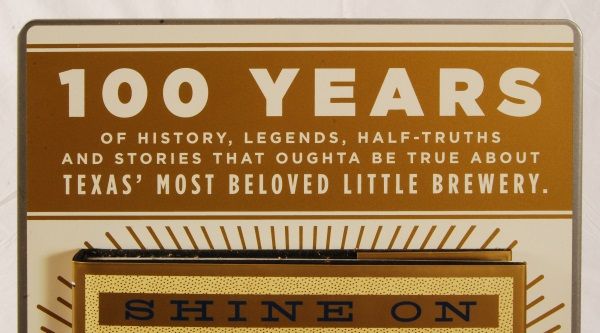 100 YEARS
OF HISTORY, LEGENDS, HALF-TRUTHS
AND STORIES THAT OUGHTA BE TRUE ABOUT
TEXAS' MOST BELOVED LITTLE BREWERY.
SHINE ON